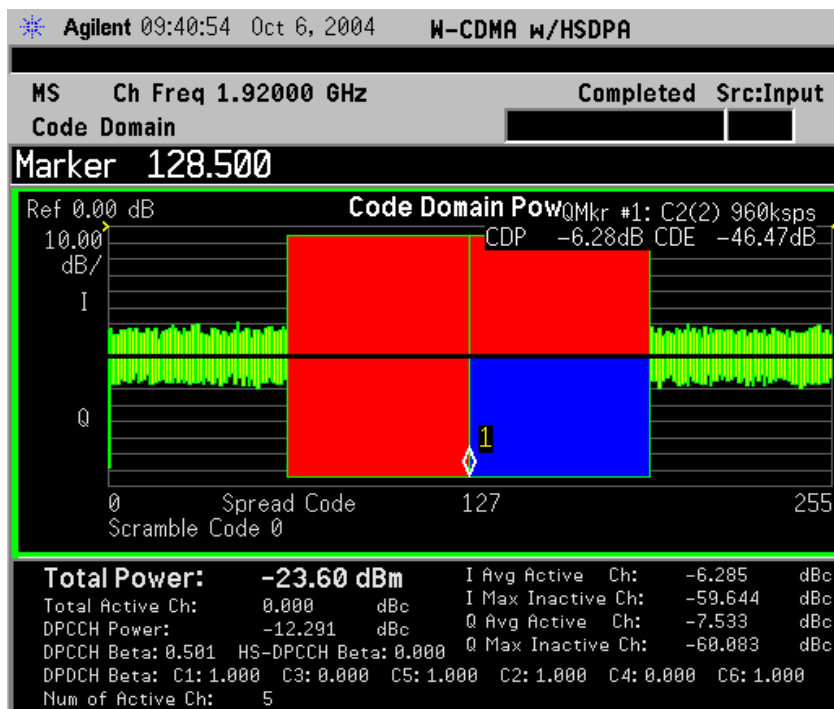 Agilent 09:40:54 Oct 6, 2004 W-CDMA w/HSDPA
MS Ch Freq 1.92000 GHz Completed Src:Input
Code Domain
Marker 128.500
Ref 0.00 dB Code Domain Pow QMkr #1: C2(2) 960ksps
10.00 CDP -6.28dB CDE -46.47dB
dB/
I
Q
1
0 Spread Code 127 255
Scramble Code 0
Total Power: -23.60 dBm I Avg Active Ch: -6.285 dBc
Total Active Ch: 0.000 dBc I Max Inactive Ch: -59.644 dBc
DPCCH Power: -12.291 dBc Q Avg Active Ch: -7.533 dBc
DPCCH Beta: 0.501 HS-DPCCH Beta: 0.000 Q Max Inactive Ch: -60.083 dBc
DPDCH Beta: C1: 1.000 C3: 0.000 C5: 1.000 C2: 1.000 C4: 0.000 C6: 1.000
Num of Active Ch: 5